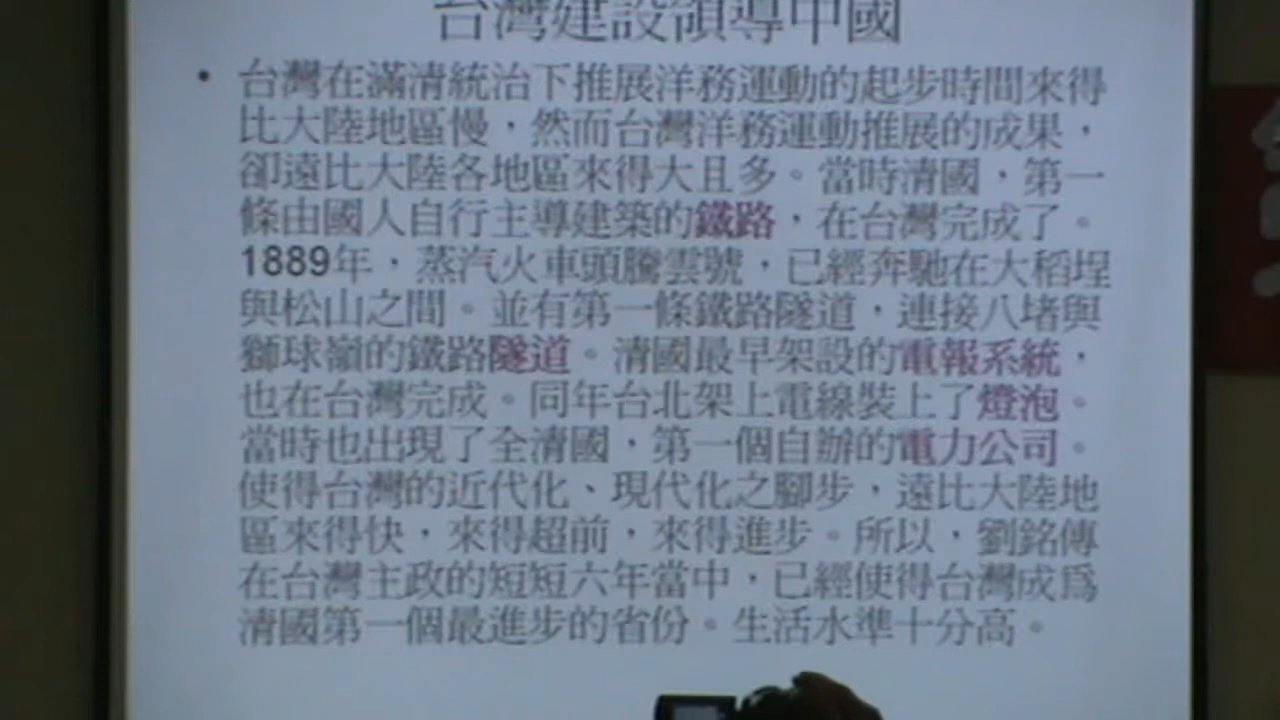 台灣建設領導中國
• 台灣在滿清統治下推展洋務運動的起步時間來得
比大陸地區慢，然而台灣洋務運動推展的成果，
卻遠比大陸各地區來得大且多。當時清國，第一
條由國人自行主導建築的鐵路，在台灣完成了。
1889年，蒸汽火車頭騰雲號，已經奔馳在大稻埕
與松山之間。並有第一條鐵路隧道，連接八堵與
獅球嶺的鐵路隧道。清國最早架設的電報系統，
也在台灣完成。同年台北架上電線裝上了燈泡。
當時也出現了全清國，第一個自辦的電力公司。
使得台灣的近代化、現代化之腳步，遠比大陸地
區來得快，來得超前，來得進步。所以，劉銘傳
在台灣主政的短短六年當中，已經使得台灣成爲
清國第一個最進步的省份。生活水準十分高。